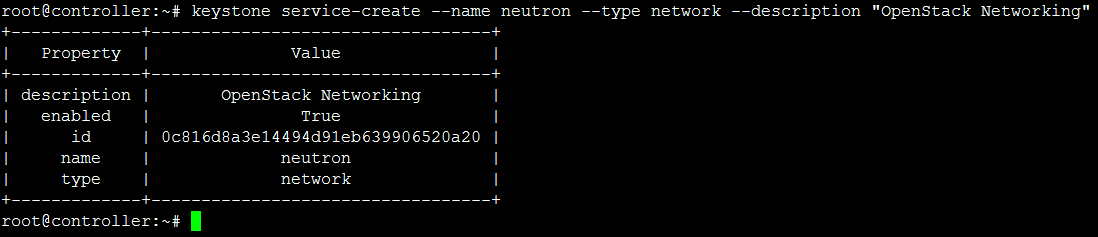 root@controller:~# keystone service-create --name neutron --type network --description "OpenStack Networking"
+-------------+----------------------------------+
|   Property  |              Value               |
+-------------+----------------------------------+
| description |       OpenStack Networking       |
|   enabled   |               True               |
|      id     | 0c816d8a3e14494d91eb639906520a20 |
|     name    |             neutron              |
|     type    |             network              |
+-------------+----------------------------------+
root@controller:~#